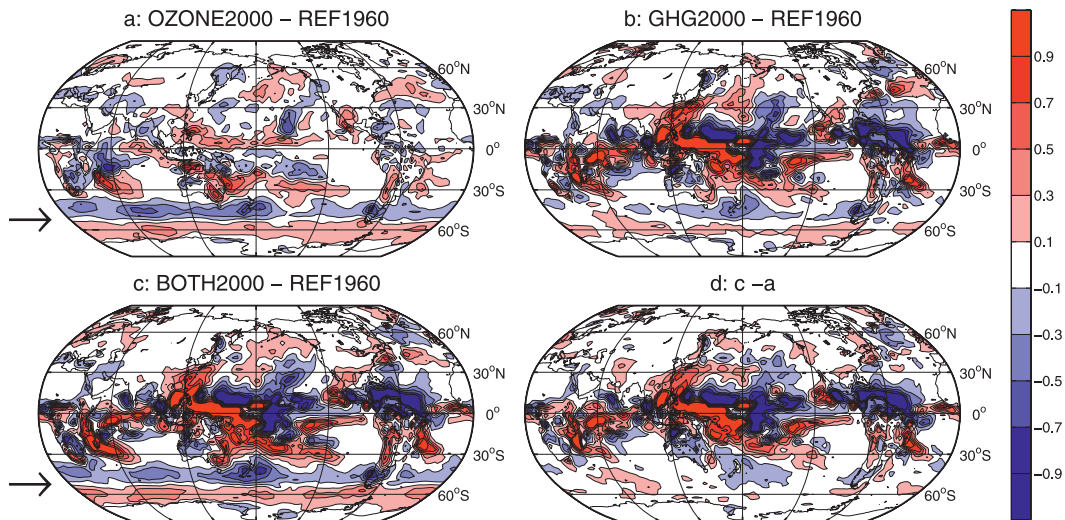 a: OZONE2000 – REF1960
b: GHG2000 – REF1960
60°N
30°N
0°
30°S
60°S
60°N
30°N
0°
30°S
60°S
c: BOTH2000 – REF1960
d: c –a
60°N
30°N
0°
30°S
60°S
60°N
30°N
0°
30°S
60°S
0.9
0.7
0.5
0.3
0.1
−0.1
−0.3
−0.5
−0.7
−0.9